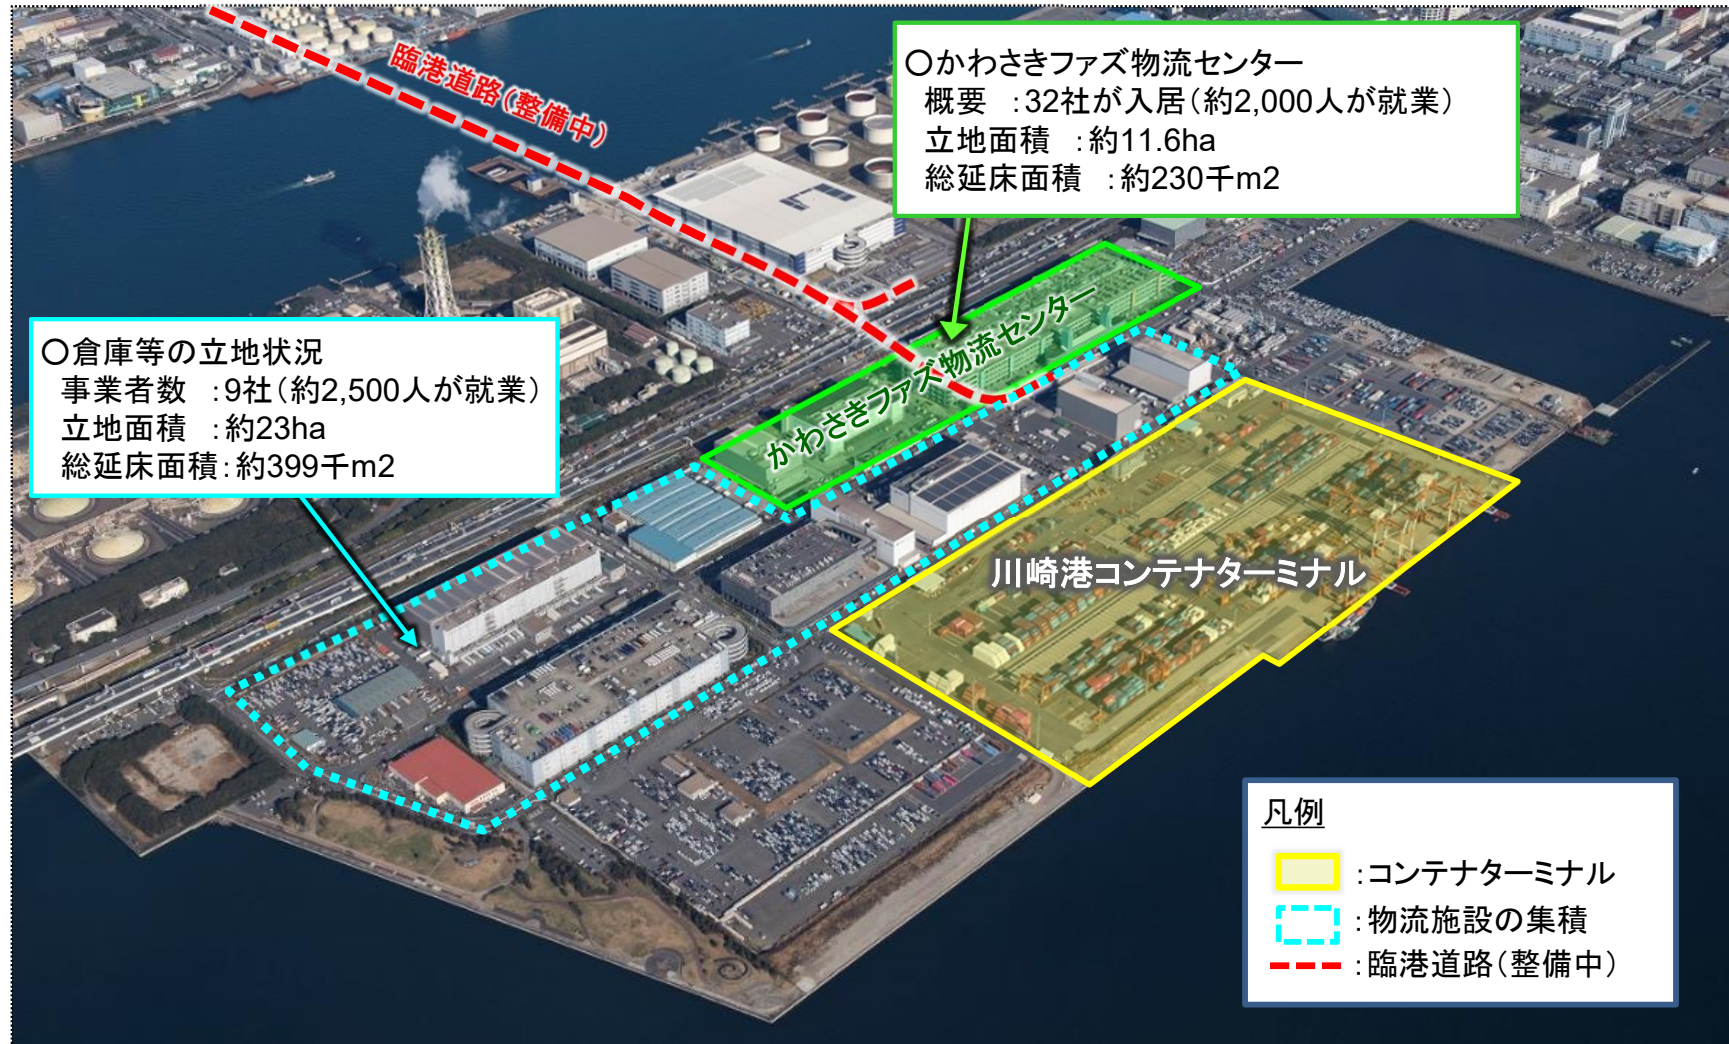 臨港道路(整備中)
〇かわさきファズ物流センター
概要 :32社が入居(約2,000人が就業)
立地面積 :約11.6ha
総延床面積 :約230千m2
〇倉庫等の立地状況
事業者数 :9社(約2,500人が就業)
立地面積 :約23ha
総延床面積:約399千m2
かわさきファズ物流センター
川崎港コンテナターミナル
凡例
:コンテナターミナル
:物流施設の集積
:臨港道路(整備中)